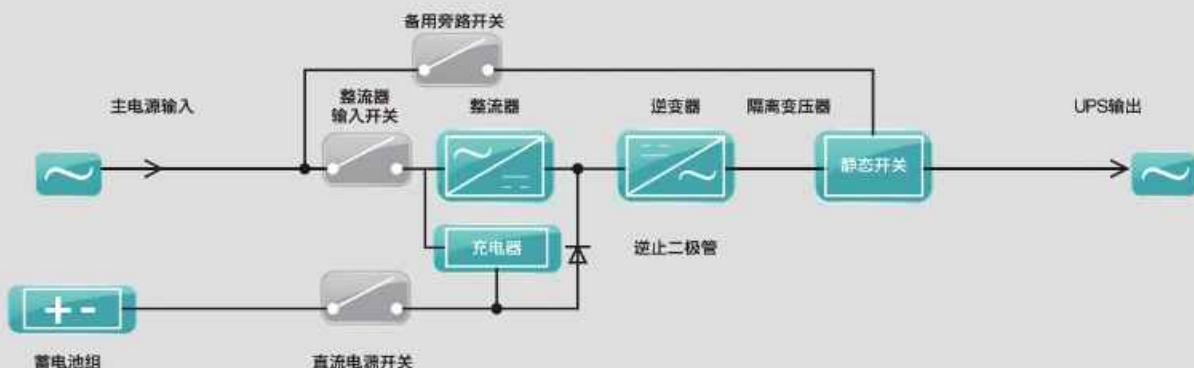 备用旁路开关
主电源输入
整流器
输入开关
整流器
逆变器
隔离变压器
UPS输出
静态开关
充电器
逆止二极管
蓄电池组
直流电源开关